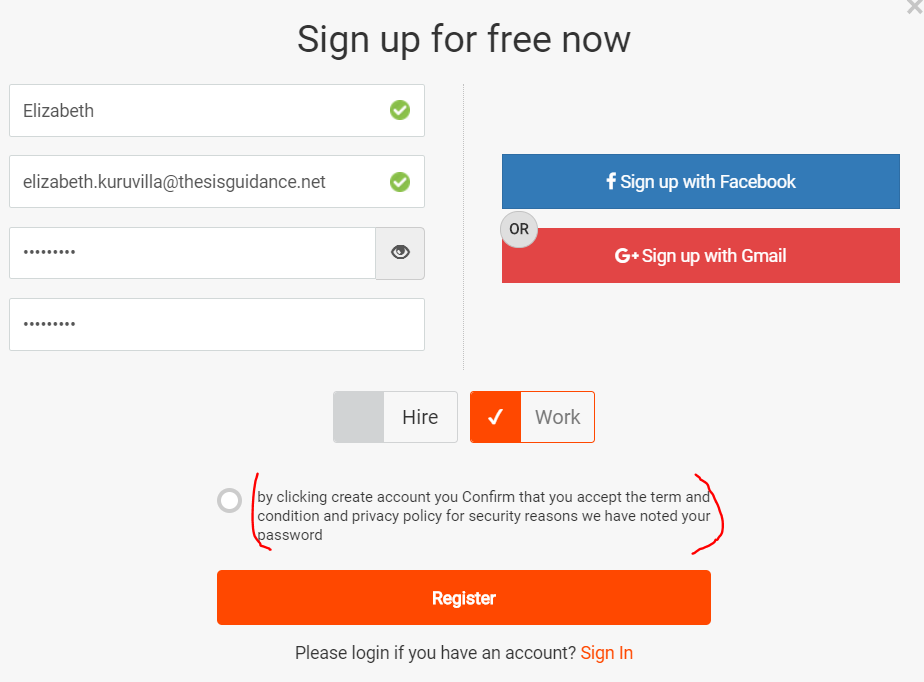 Sign up for free now
Elizabeth
elizabeth.kuruvilla@thesisguidance.net
•••••••••
•••••••••
f Sign up with Facebook
OR
G+ Sign up with Gmail
Hire
Work
by clicking create account you Confirm that you accept the term and
condition and privacy policy for security reasons we have noted your
password
Register
Please login if you have an account? Sign In